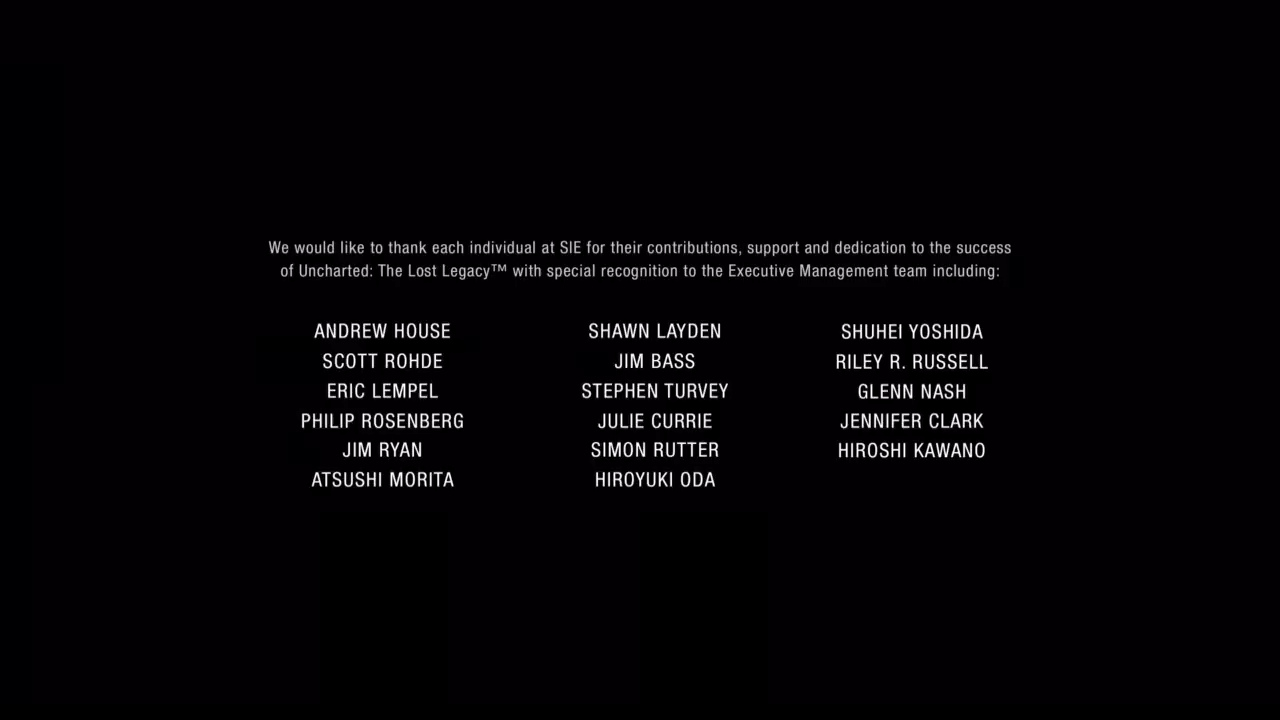 We would like to thank each individual at SIE for their contributions, support and dedication to the success
of Uncharted: The Lost Legacy™ with special recognition to the Executive Management team including:
ANDREW HOUSE SHAWN LAYDEN SHUHEI YOSHIDA
SCOTT ROHDE JIM BASS RILEY R. RUSSELL
ERIC LEMPEL STEPHEN TURVEY GLENN NASH
PHILIP ROSENBERG JULIE CURRIE JENNIFER CLARK
JIM RYAN SIMON RUTTER HIROSHI KAWANO
ATSUSHI MORITA HIROYUKI ODA